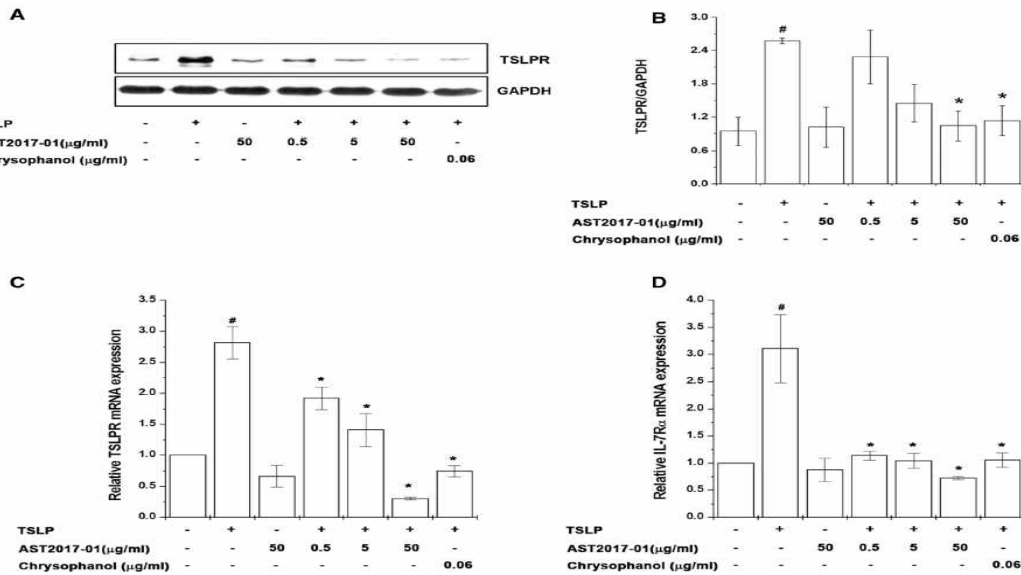 A
TSLPR
GAPDH
LP - + - + + + +
ST2017-01(μg/ml) - - 50 0.5 5 50 -
rysophanol (μg/ml) - - - - - - 0.06
B
TSLPR/GAPDH
3.0
2.4
1.8
1.2
0.6
0.0
#
*
*
TSLP - + - + + + +
AST2017-01(μg/ml) - - 50 0.5 5 50 -
Chrysophanol (μg/ml) - - - - - - 0.06
C
Relative TSLPR mRNA expression
3.5
3.0
2.5
2.0
1.5
1.0
0.5
0.0
#
*
*
*
*
TSLP - + - + + + +
AST2017-01(μg/ml) - - 50 0.5 5 50 -
Chrysophanol (μg/ml) - - - - - - 0.06
D
Relative IL-7Rα mRNA expression
4.0
3.5
3.0
2.5
2.0
1.5
1.0
0.5
0.0
#
*
*
*
*
TSLP - + - + + + +
AST2017-01(μg/ml) - - 50 0.5 5 50 -
Chrysophanol (μg/ml) - - - - - - 0.06